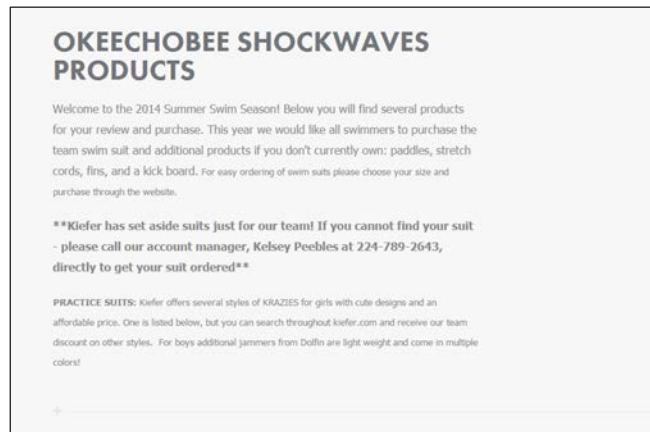 OKEECHOBEE SHOCKWAVES
PRODUCTS
Welcome to the 2014 Summer Swim Season! Below you will find several products
for your review and purchase. This year we would like all swimmers to purchase the
team swim suit and additional products if you don't currently own: paddles, stretch
cords, fins, and a kick board. For easy ordering of swim suits please choose your size and
purchase through the website.
**Kiefer has set aside suits just for our team! If you cannot find your suit
- please call our account manager, Kelsey Peebles at 224-789-2643,
directly to get your suit ordered**
PRACTICE SUITS: Kiefer offers several styles of KRAZIES for girls with cute designs and an
affordable price. One is listed below, but you can search throughout kiefer.com and receive our team
discount on other styles. For boys additional jammers from Dolfin are light weight and come in multiple
colors!